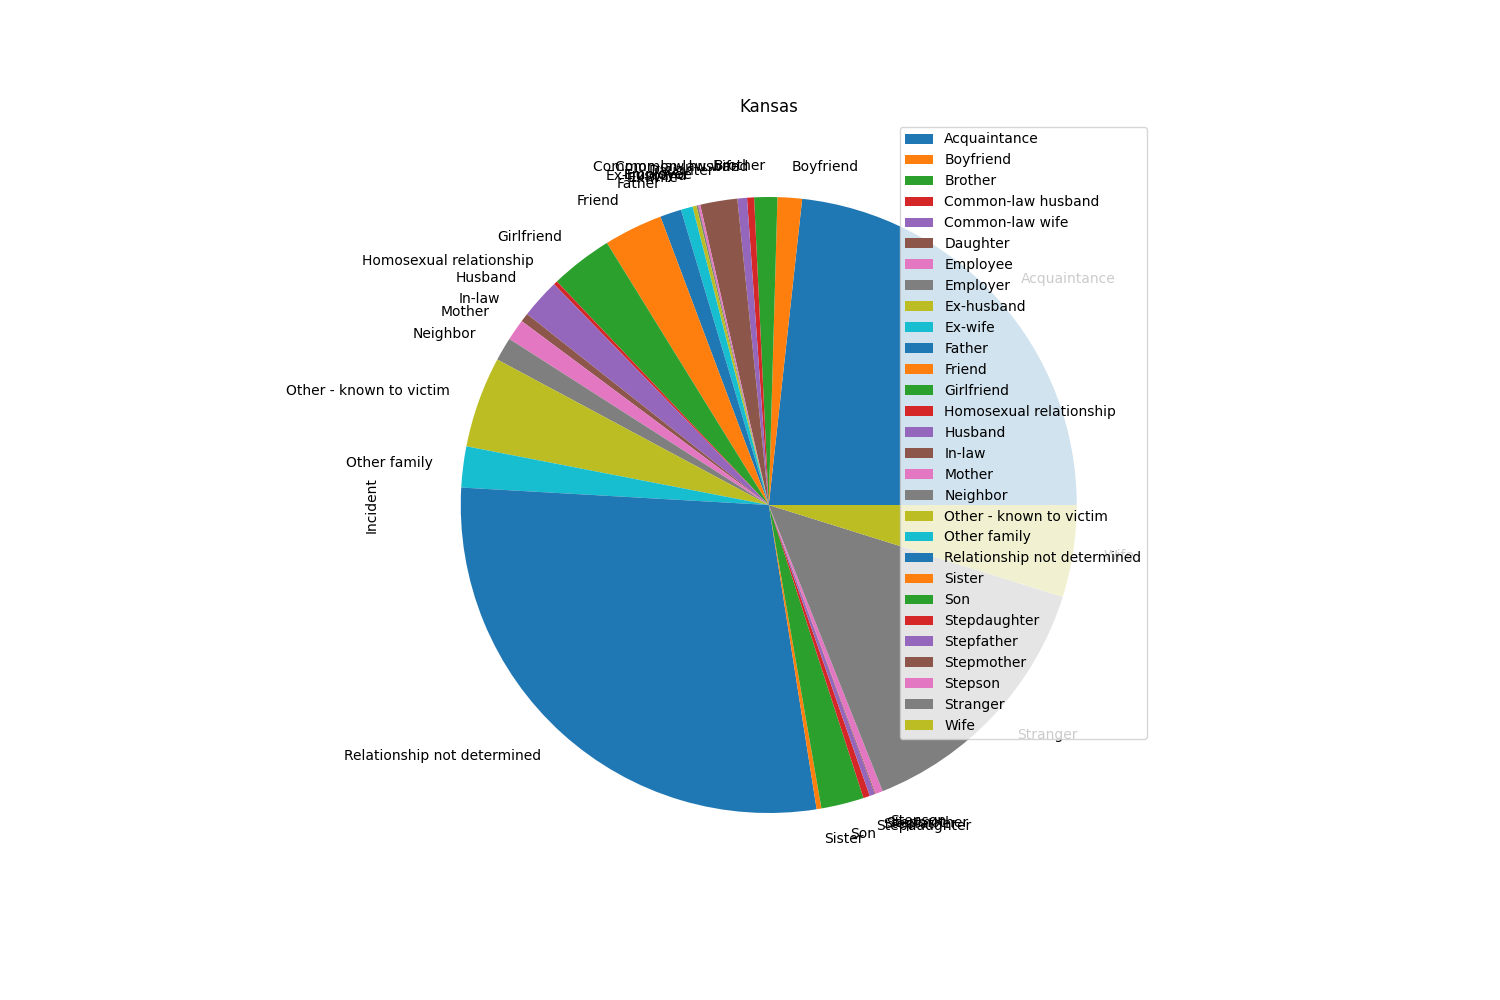 Kansas
Boyfriend
Brother
Father
Friend
Girlfriend
Homosexual relationship
Husband
In-law
Mother
Neighbor
Other - known to victim
Other family
Incident
Relationship not determined
Sister
Son
Stepdaughter
Stepson
Stranger
Wife
Acquaintance
Acquaintance
Boyfriend
Brother
Common-law husband
Common-law wife
Daughter
Employee
Employer
Ex-husband
Ex-wife
Father
Friend
Girlfriend
Homosexual relationship
Husband
In-law
Mother
Neighbor
Other - known to victim
Other family
Relationship not determined
Sister
Son
Stepdaughter
Stepfather
Stepmother
Stepson
Stranger
Wife